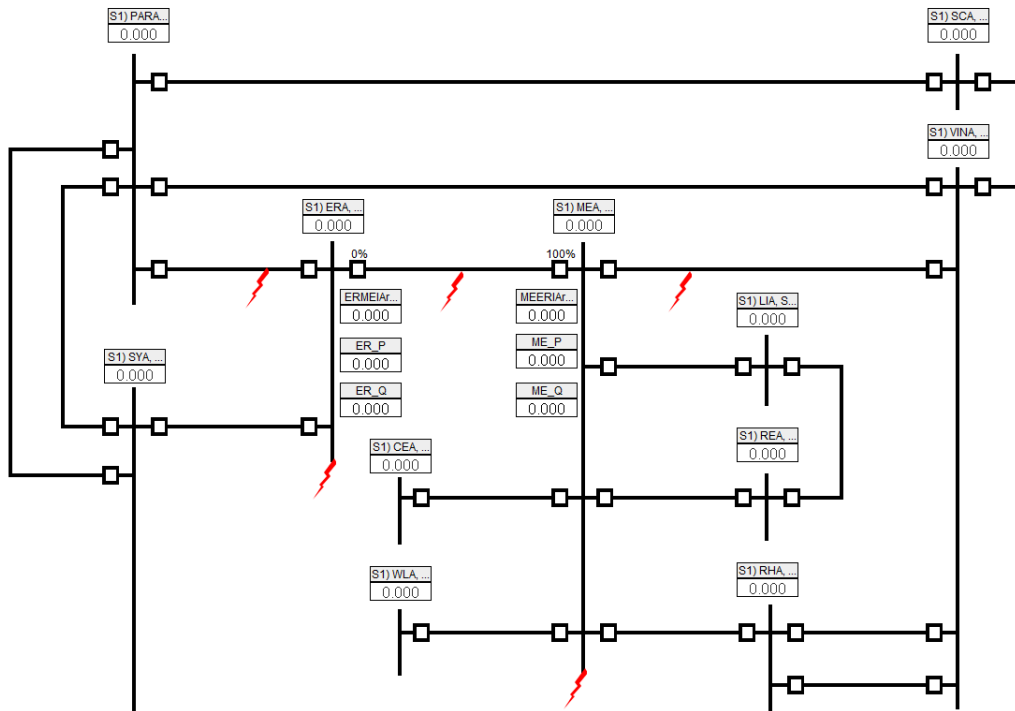 S1) PARA...
0.000
S1) SCA, ...
0.000
S1) VINA, ...
0.000
S1) ERA, ...
0.000
S1) MEA, ...
0.000
0%
100%
ERMEIAr...
0.000
MEERIAr...
0.000
S1) LIA, S...
0.000
ER_P
0.000
ME_P
0.000
S1) SYA, ...
0.000
ER_Q
0.000
ME_Q
0.000
S1) CEA, ...
0.000
S1) REA, ...
0.000
S1) WLA, ...
0.000
S1) RHA, ...
0.000